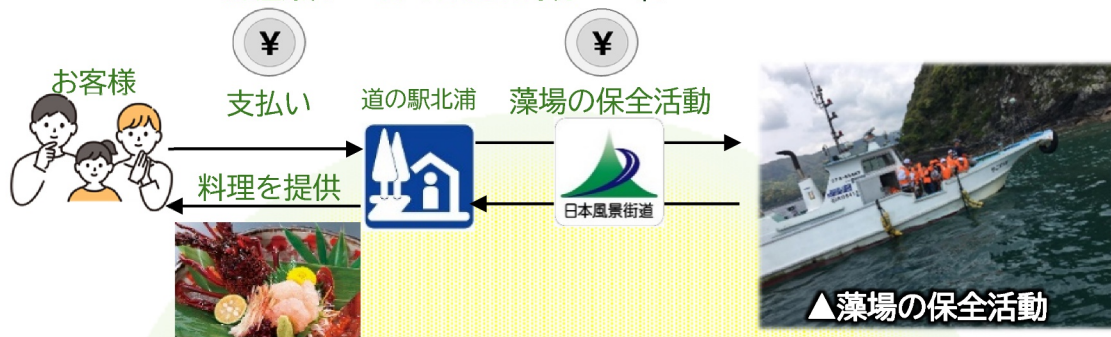 ¥
¥
お客様
支払い
道の駅北浦
藻場の保全活動
料理を提供
日本風景街道
▲藻場の保全活動